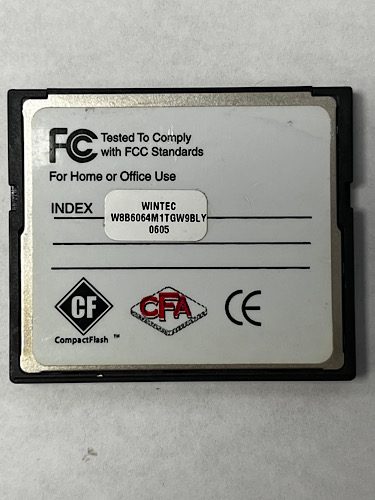 FC Tested To Comply
with FCC Standards
For Home or Office Use
INDEX
WINTEC
W8B6064M1TGW9BLY
0605
CF
CompactFlash ™
CFA
CE